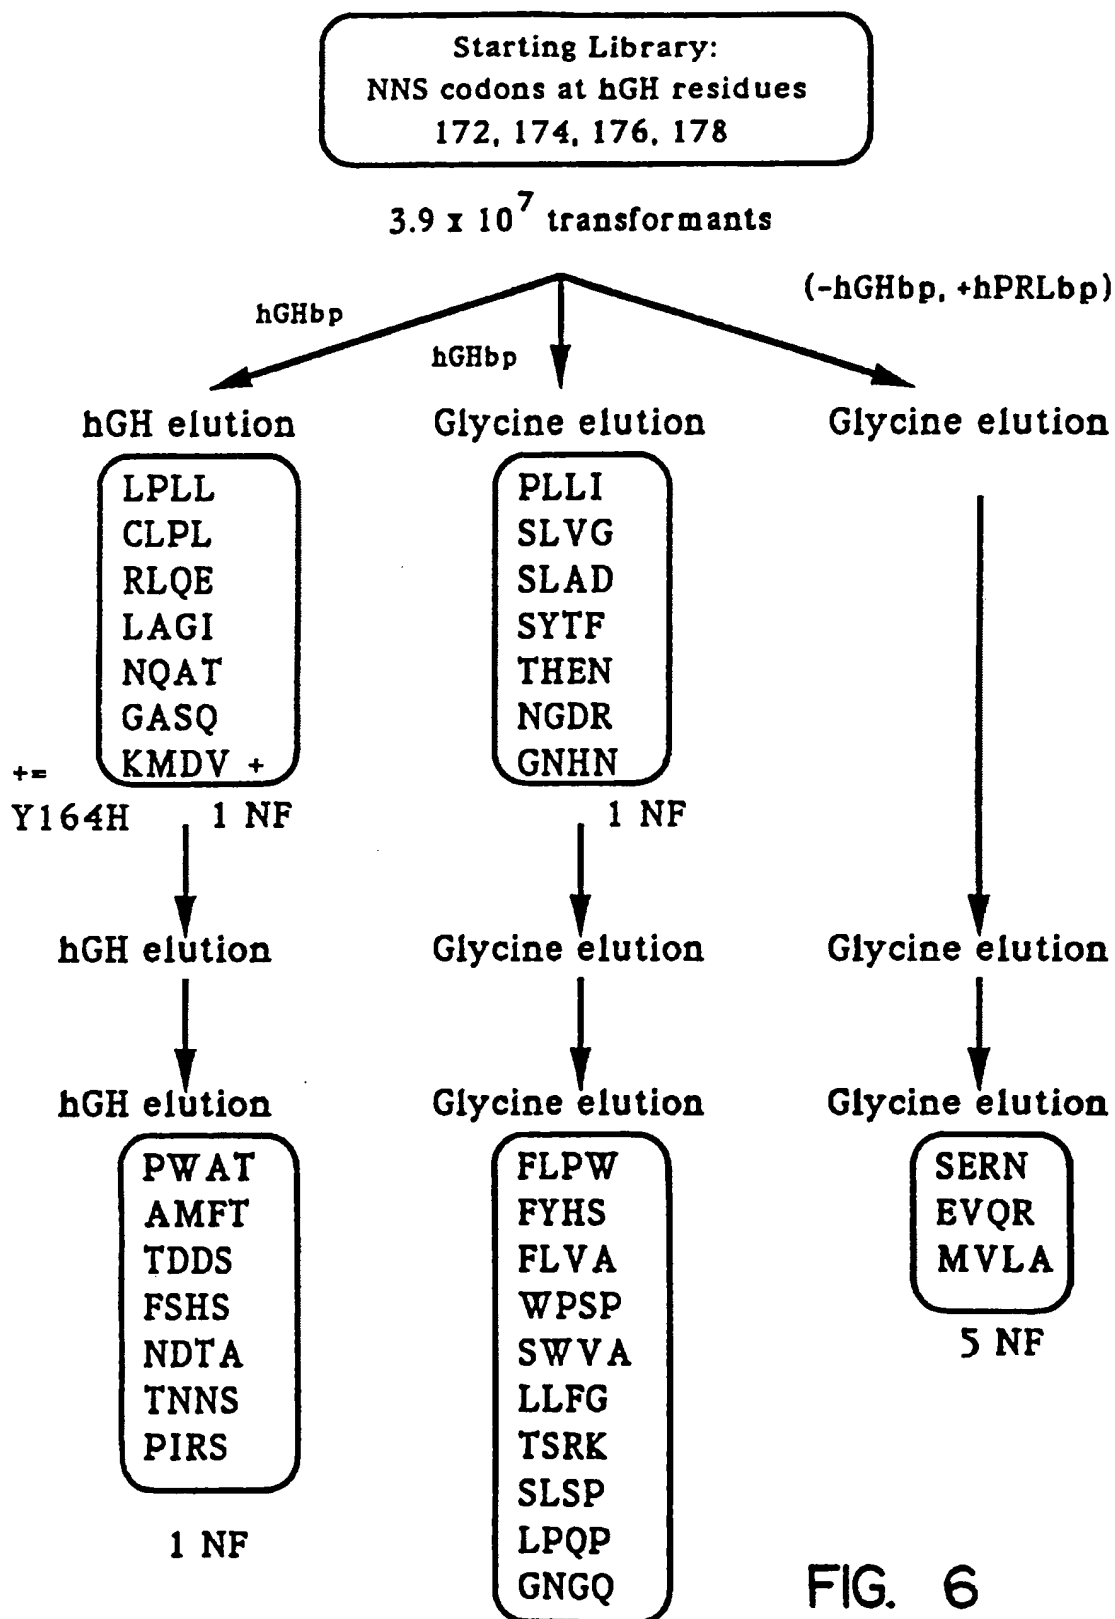 Starting Library:
NNS codons at hGH residues
172, 174, 176, 178
3.9 x 10^7 transformants
(-hGHbp, +hPRLbp)
hGHbp
hGHbp
hGH elution
LPLL
CLPL
RLQE
LAGI
NQAT
GASQ
KMDV +
+=
Y164H
1 NF
Glycine elution
PLLI
SLVG
SLAD
SYTF
THEN
NGDR
GNHN
1 NF
Glycine elution
hGH elution
Glycine elution
Glycine elution
hGH elution
PWAT
AMFT
TDDS
FSHS
NDTA
TNNS
PIRS
1 NF
Glycine elution
FLPW
FYHS
FLVA
WPSP
SWVA
LLFG
TSRK
SLSP
LPQP
GNGQ
Glycine elution
SERN
EVQR
MVLA
5 NF
FIG. 6